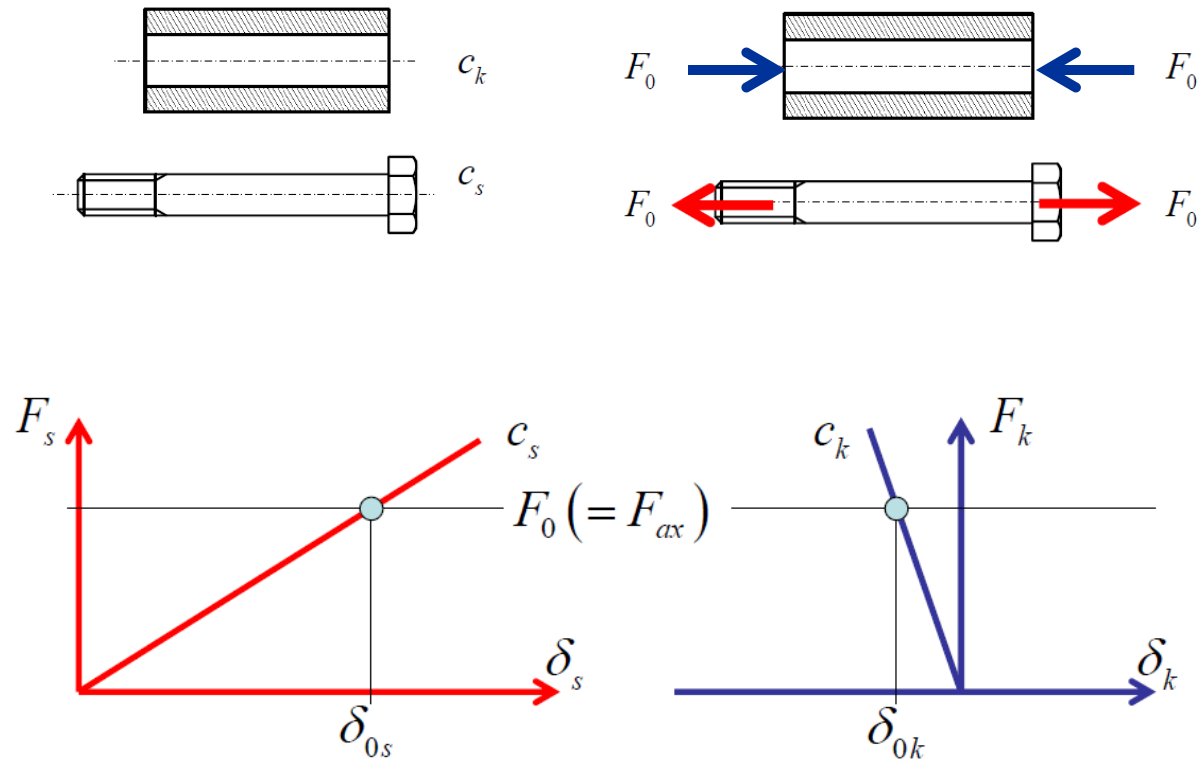 c_k F_0 F_0
c_s F_0 F_0
F_s c_s c_k F_k
F_0 (= F_ax)
δ_s δ_k
δ_0s δ_0k